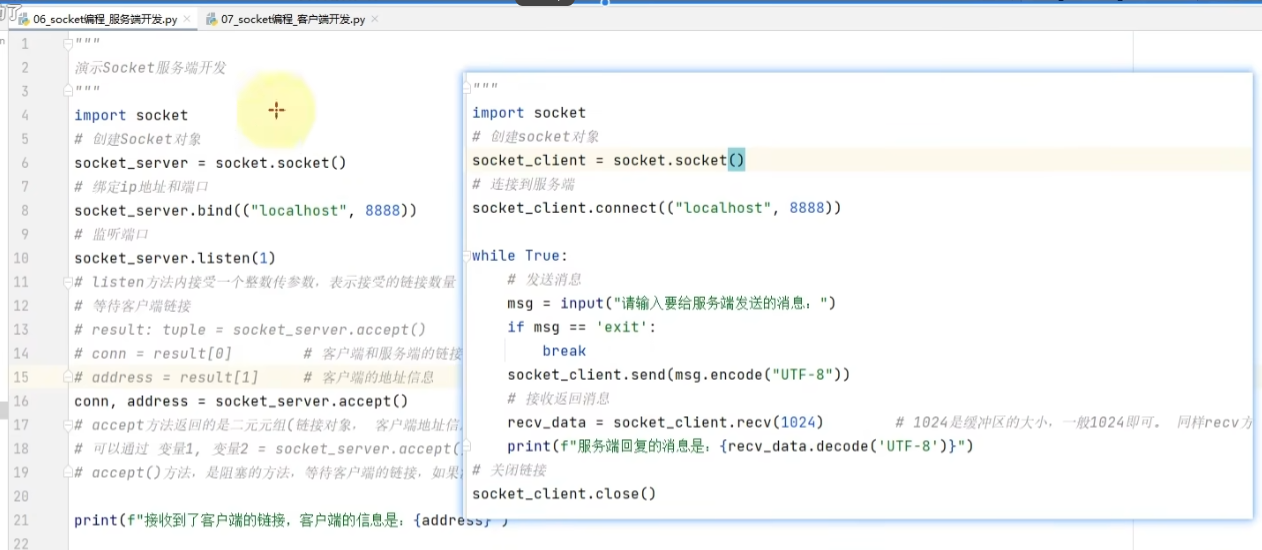 06_socket编程_服务端开发.py
07_socket编程_客户端开发.py
1 """
2 演示Socket服务端开发
3 """
4 import socket
5 # 创建Socket对象
6 socket_server = socket.socket()
7 # 绑定ip地址和端口
8 socket_server.bind(("localhost", 8888))
9 # 监听端口
10 socket_server.listen(1)
11 # listen方法内接受一个整数传参数，表示接受的链接数量
12 # 等待客户端链接
13 # result: tuple = socket_server.accept()
14 # conn = result[0] # 客户端和服务端的链接
15 # address = result[1] # 客户端的地址信息
16 conn, address = socket_server.accept()
17 # accept方法返回的是二元元组(链接对象， 客户端地址信
18 # 可以通过 变量1, 变量2 = socket_server.accept(
19 # accept()方法，是阻塞的方法，等待客户端的链接，如果
20
21 print(f"接收到了客户端的链接，客户端的信息是：{address}")
22
"""
import socket
# 创建socket对象
socket_client = socket.socket()
# 连接到服务端
socket_client.connect(("localhost", 8888))
while True:
# 发送消息
msg = input("请输入要给服务端发送的消息：")
if msg == 'exit':
break
socket_client.send(msg.encode("UTF-8"))
# 接收返回消息
recv_data = socket_client.recv(1024) # 1024是缓冲区的大小，一般1024即可。 同样recv方
print(f"服务端回复的消息是：{recv_data.decode('UTF-8')}")
# 关闭链接
socket_client.close()